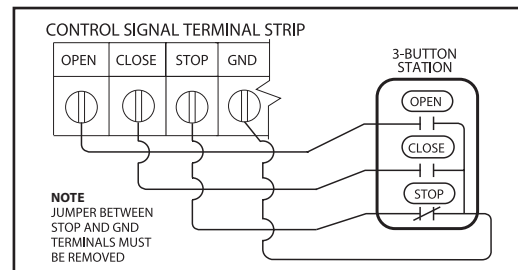 CONTROL SIGNAL TERMINAL STRIP
OPEN CLOSE STOP GND
3-BUTTON
STATION
OPEN
CLOSE
STOP
NOTE
JUMPER BETWEEN
STOP AND GND
TERMINALS MUST
BE REMOVED